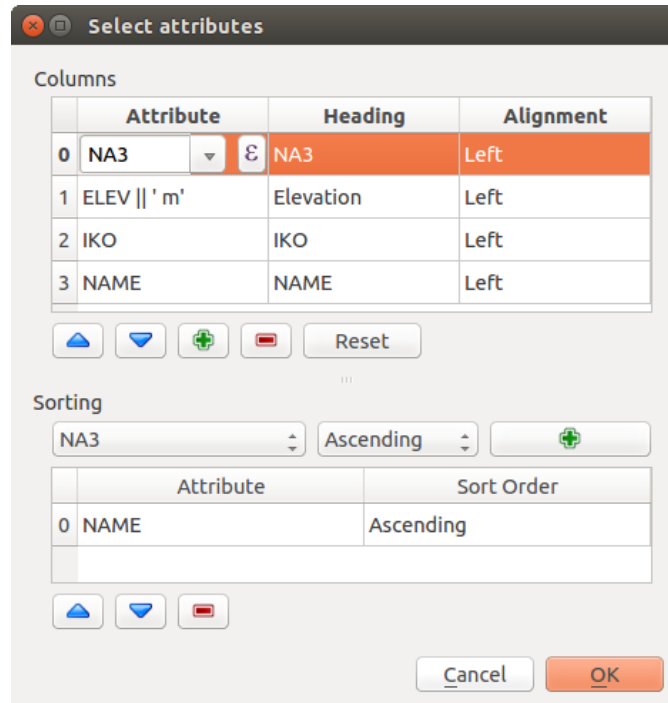 Select attributes
Columns
Attribute Heading Alignment
0 NA3 ε NA3 Left
1 ELEV || ' m' Elevation Left
2 IKO IKO Left
3 NAME NAME Left
Reset
Sorting
NA3 Ascending
Attribute Sort Order
0 NAME Ascending
Cancel OK